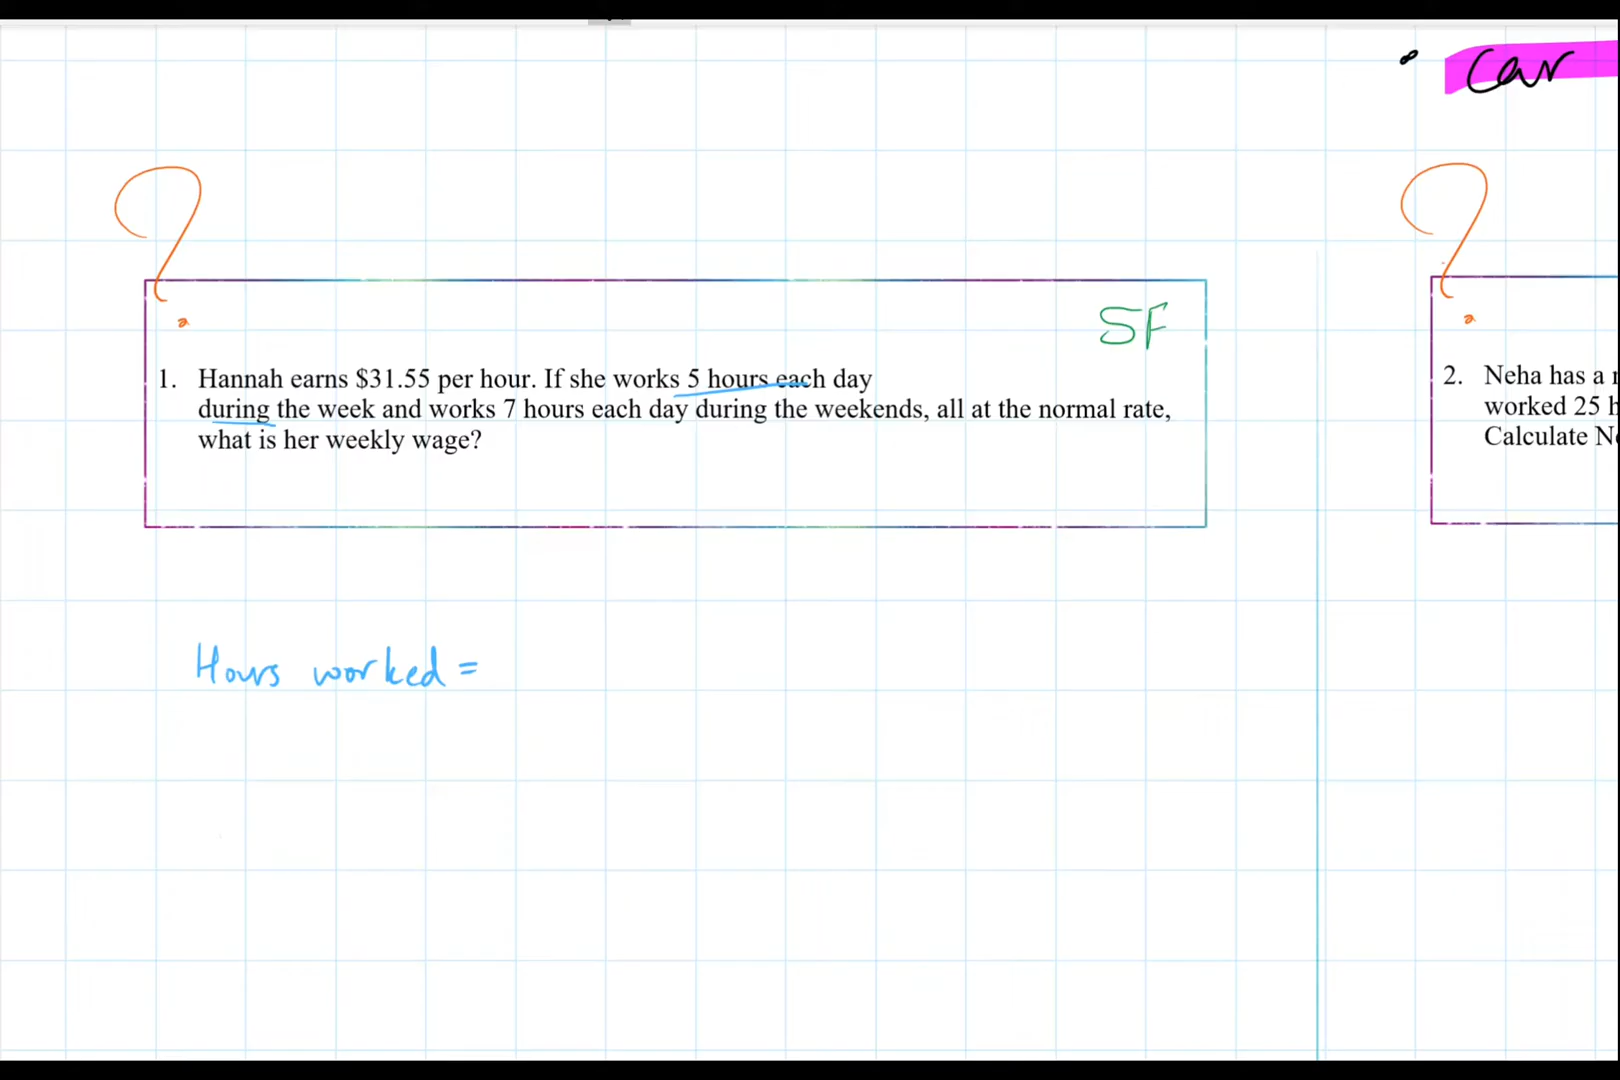 car
SF
1. Hannah earns $31.55 per hour. If she works 5 hours each day
during the week and works 7 hours each day during the weekends, all at the normal rate,
what is her weekly wage?
2. Neha has a
worked 25
Calculate
Hours worked =